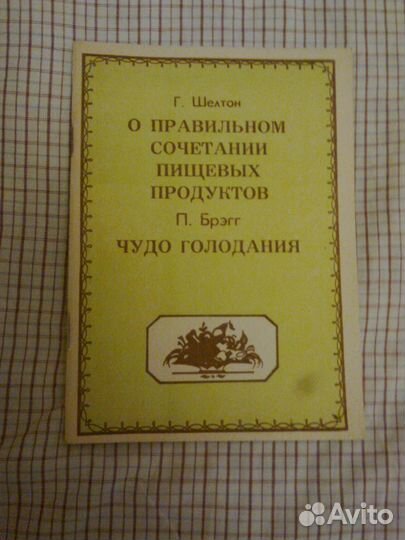 Г. Шелтон
О ПРАВИЛЬНОМ
СОЧЕТАНИИ
ПИЩЕВЫХ
ПРОДУКТОВ
П. Брэгг
ЧУДО ГОЛОДАНИЯ
Avito